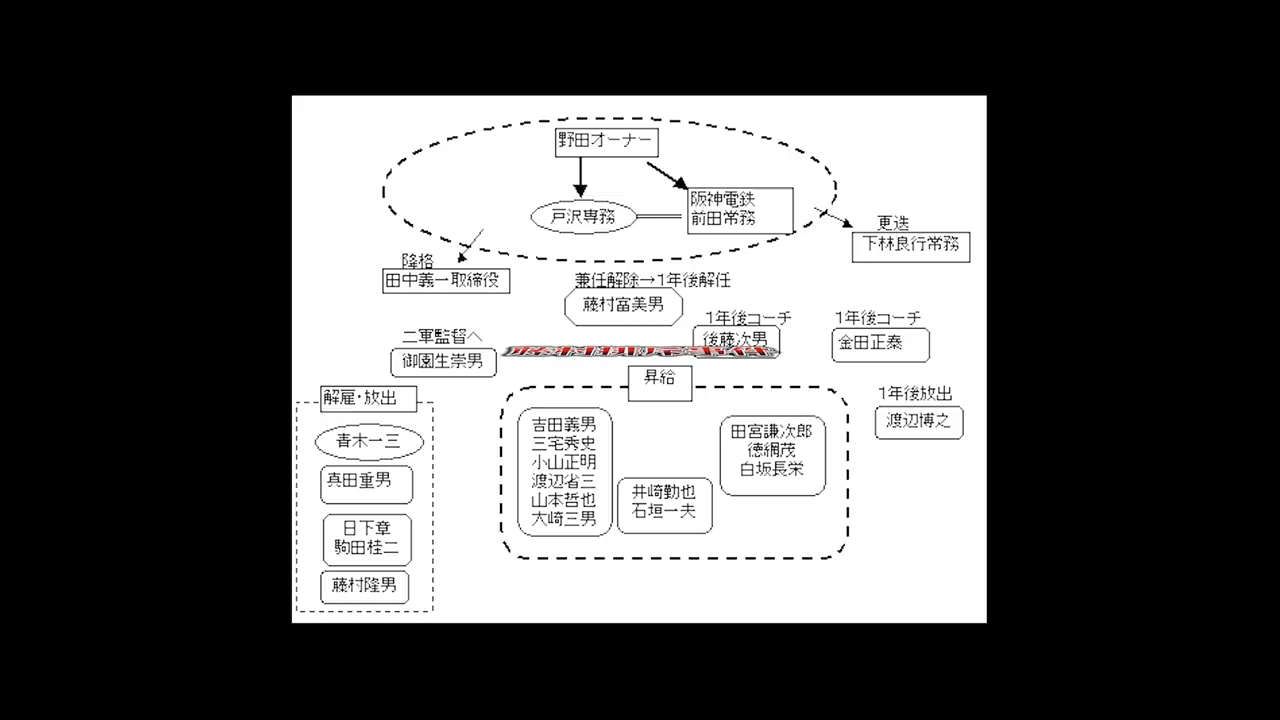 野田オーナー
戸沢専務
阪神電鉄
前田常務
更迭
下林良行常務
降格
田中義一取締役
兼任解除→1年後解任
藤村富美男
1年後コーチ
後藤次男
1年後コーチ
金田正泰
二軍監督へ
御園生崇男
昇給
解雇・放出
1年後放出
渡辺博之
青木一三
真田重男
日下章
駒田桂二
藤村隆男
吉田義男
三宅秀史
小山正明
渡辺省三
山本哲也
大崎三男
井崎勤也
石垣一夫
田宮謙次郎
徳網茂
白坂長栄